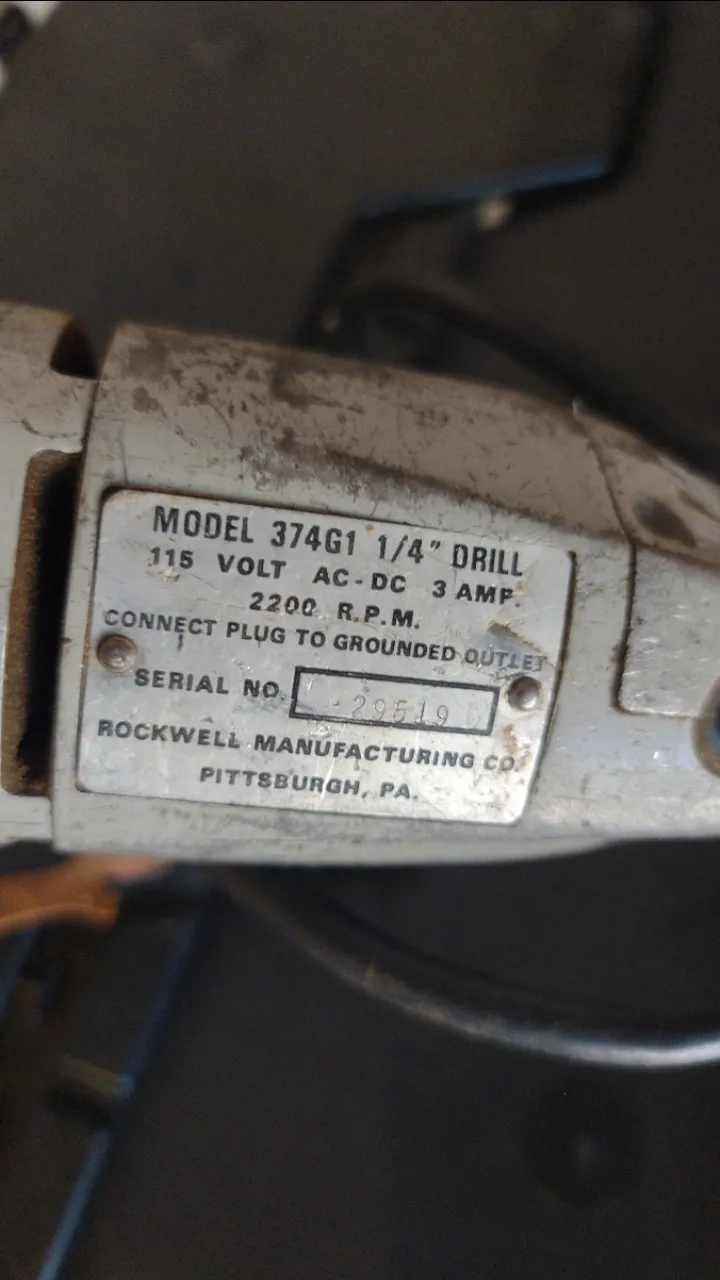 MODEL 374G1 1/4" DRILL
115 VOLT AC-DC 3 AMP.
2200 R.P.M.
CONNECT PLUG TO GROUNDED OUTLET
SERIAL NO. 29519
ROCKWELL MANUFACTURING CO.
PITTSBURGH, PA.